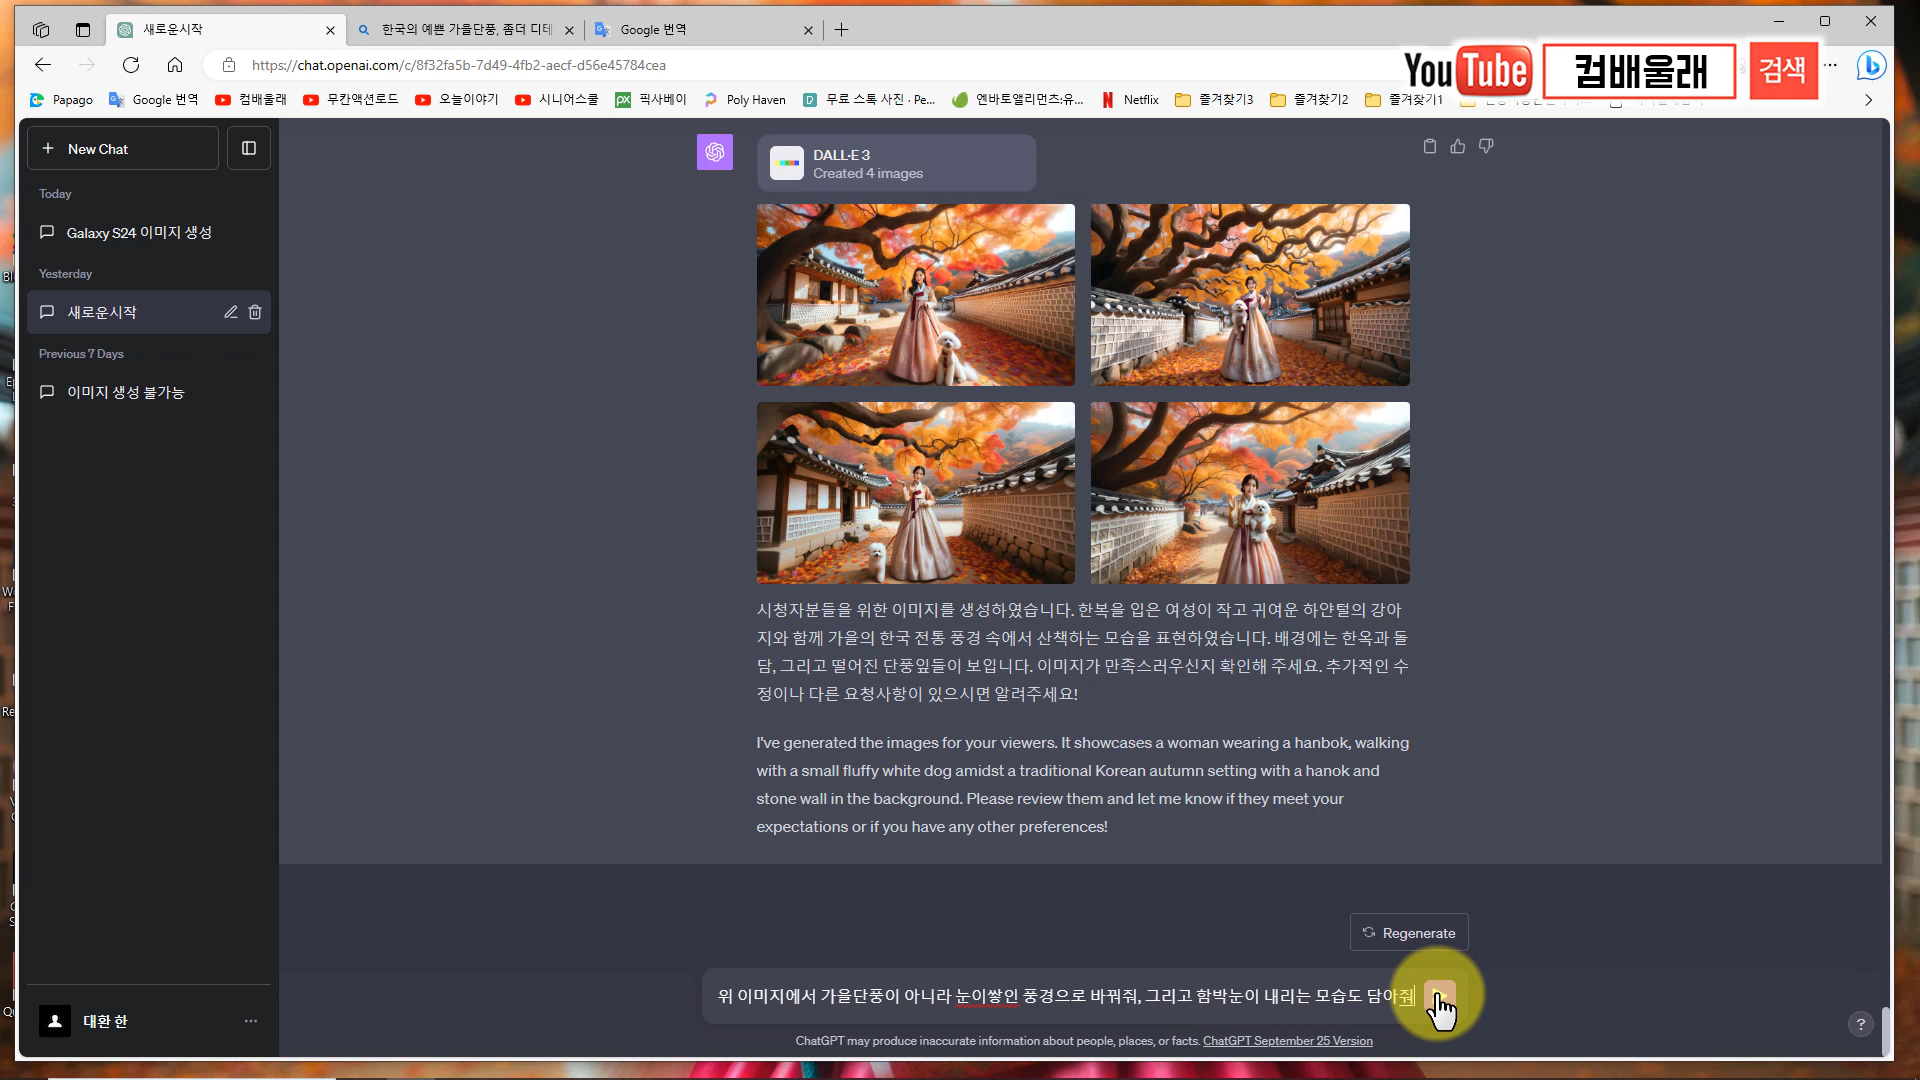 새로운시작
한국의 예쁜 가을단풍, 좀더 디테
Google 번역
https://chat.openai.com/c/8f32fa5b-7d49-4fb2-aecf-d56e45784cea
YouTube 컴배울래 검색
Papago
Google 번역
컴배울래
무칸액션로드
오늘이야기
시니어스쿨
픽사베이
Poly Haven
무료 스톡 사진 · Pe...
엔바토앨리먼츠:유...
Netflix
즐겨찾기3
즐겨찾기2
즐겨찾기1
New Chat
Today
Galaxy S24 이미지 생성
Yesterday
새로운시작
Previous 7 Days
이미지 생성 불가능
대환 한
DALL·E 3
Created 4 images
시청자분들을 위한 이미지를 생성하였습니다. 한복을 입은 여성이 작고 귀여운 하얀털의 강아
지와 함께 가을의 한국 전통 풍경 속에서 산책하는 모습을 표현하였습니다. 배경에는 한옥과 돌
담, 그리고 떨어진 단풍잎들이 보입니다. 이미지가 만족스러우신지 확인해 주세요. 추가적인 수
정이나 다른 요청사항이 있으시면 알려주세요!
I've generated the images for your viewers. It showcases a woman wearing a hanbok, walking
with a small fluffy white dog amidst a traditional Korean autumn setting with a hanok and
stone wall in the background. Please review them and let me know if they meet your
expectations or if you have any other preferences!
Regenerate
위 이미지에서 가을단풍이 아니라 눈이쌓인 풍경으로 바꿔줘, 그리고 함박눈이 내리는 모습도 담아줘
ChatGPT may produce inaccurate information about people, places, or facts. ChatGPT September 25 Version
?